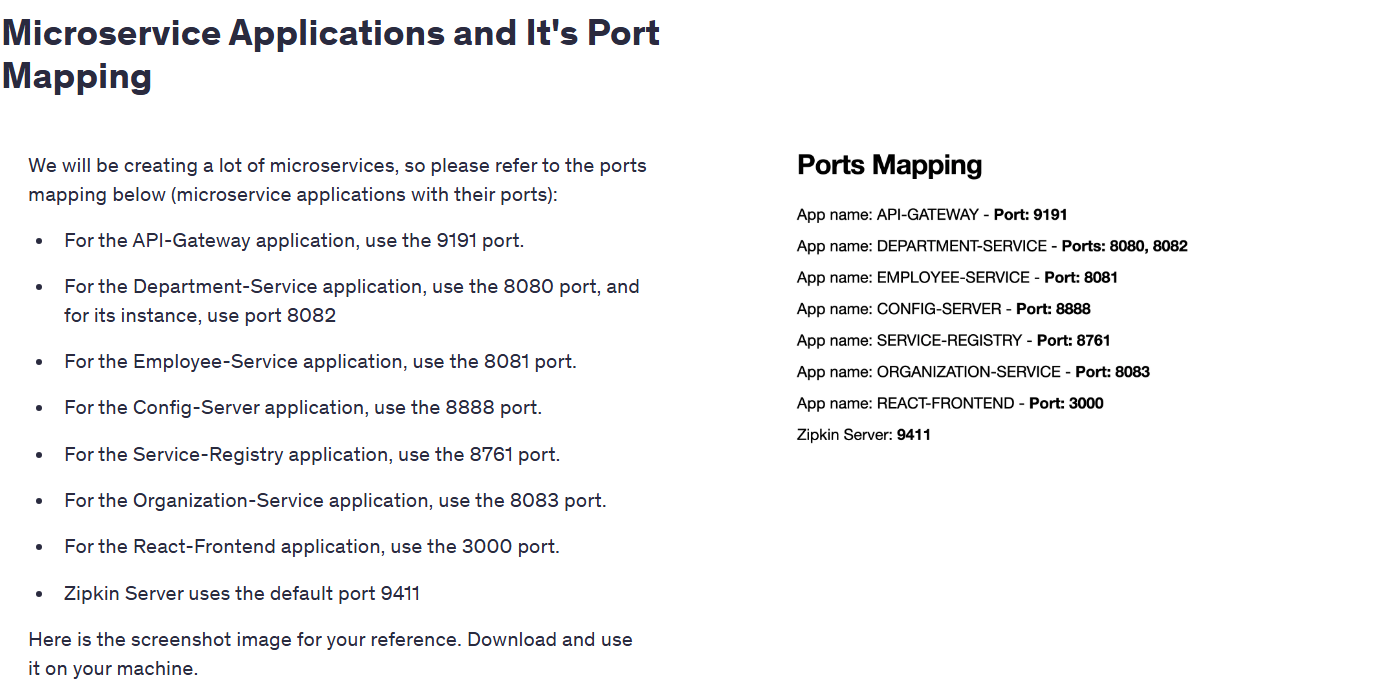 Microservice Applications and It's Port
Mapping
We will be creating a lot of microservices, so please refer to the ports
mapping below (microservice applications with their ports):
• For the API-Gateway application, use the 9191 port.
• For the Department-Service application, use the 8080 port, and
for its instance, use port 8082
• For the Employee-Service application, use the 8081 port.
• For the Config-Server application, use the 8888 port.
• For the Service-Registry application, use the 8761 port.
• For the Organization-Service application, use the 8083 port.
• For the React-Frontend application, use the 3000 port.
• Zipkin Server uses the default port 9411
Here is the screenshot image for your reference. Download and use
it on your machine.
Ports Mapping
App name: API-GATEWAY - Port: 9191
App name: DEPARTMENT-SERVICE - Ports: 8080, 8082
App name: EMPLOYEE-SERVICE - Port: 8081
App name: CONFIG-SERVER - Port: 8888
App name: SERVICE-REGISTRY - Port: 8761
App name: ORGANIZATION-SERVICE - Port: 8083
App name: REACT-FRONTEND - Port: 3000
Zipkin Server: 9411